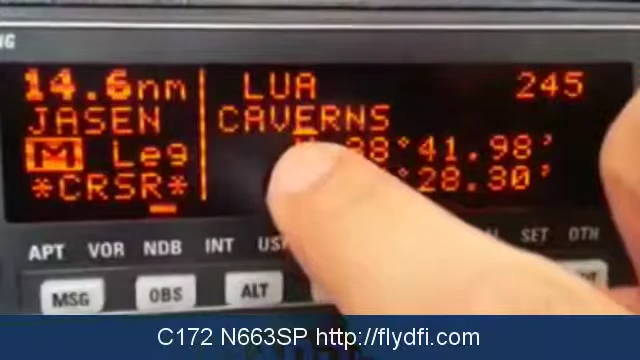 14.6nm
JASEN
M Leg
*CRSR*
LUA 245
CAVERNS
38°41.98'
°28.30'
APT VOR NDB INT SET OTH
MSG OBS ALT
C172 N663SP http://flydfi.com